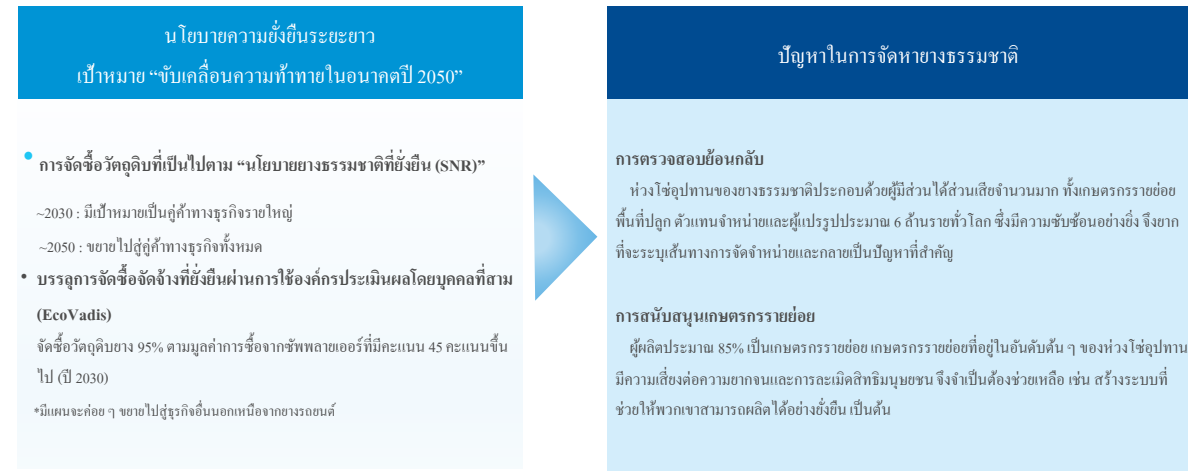 นโยบายความยั่งยืนระยะยาว
เป้าหมาย “ขับเคลื่อนความท้าทายในอนาคตปี 2050”
• การจัดซื้อวัตถุดิบที่เป็นไปตาม “นโยบายยางธรรมชาติที่ยั่งยืน (SNR)”
~2030 : มีเป้าหมายเป็นคู่ค้าทางธุรกิจรายใหญ่
~2050 : ขยายไปสู่คู่ค้าทางธุรกิจทั้งหมด
• บรรลุการจัดซื้อจัดจ้างที่ยั่งยืนผ่านการใช้องค์กรประเมินผลโดยบุคคลที่สาม
(EcoVadis)
จัดซื้อวัตถุดิบยาง 95% ตามมูลค่าการซื้อจากซัพพลายเออร์ที่มีคะแนน 45 คะแนนขึ้น
ไป (ปี 2030)
*มีแผนจะค่อย ๆ ขยายไปสู่ธุรกิจอื่นนอกเหนือจากยางรถยนต์
ปัญหาในการจัดหายางธรรมชาติ
การตรวจสอบย้อนกลับ
ห่วงโซ่อุปทานของยางธรรมชาติประกอบด้วยผู้มีส่วนได้ส่วนเสียจำนวนมาก ทั้งเกษตรกรรายย่อย
พื้นที่ปลูก ตัวแทนจำหน่ายและผู้แปรรูปประมาณ 6 ล้านรายทั่วโลก ซึ่งมีความซับซ้อนอย่างยิ่ง จึงยาก
ที่จะระบุเส้นทางการจัดจำหน่ายและกลายเป็นปัญหาที่สำคัญ
การสนับสนุนเกษตรกรรายย่อย
ผู้ผลิตประมาณ 85% เป็นเกษตรกรรายย่อย เกษตรกรรายย่อยที่อยู่ในอันดับต้น ๆ ของห่วงโซ่อุปทาน
มีความเสี่ยงต่อความยากจนและการละเมิดสิทธิมนุษยชน จึงจำเป็นต้องช่วยเหลือ เช่น สร้างระบบที่
ช่วยให้พวกเขาสามารถผลิตได้อย่างยั่งยืน เป็นต้น